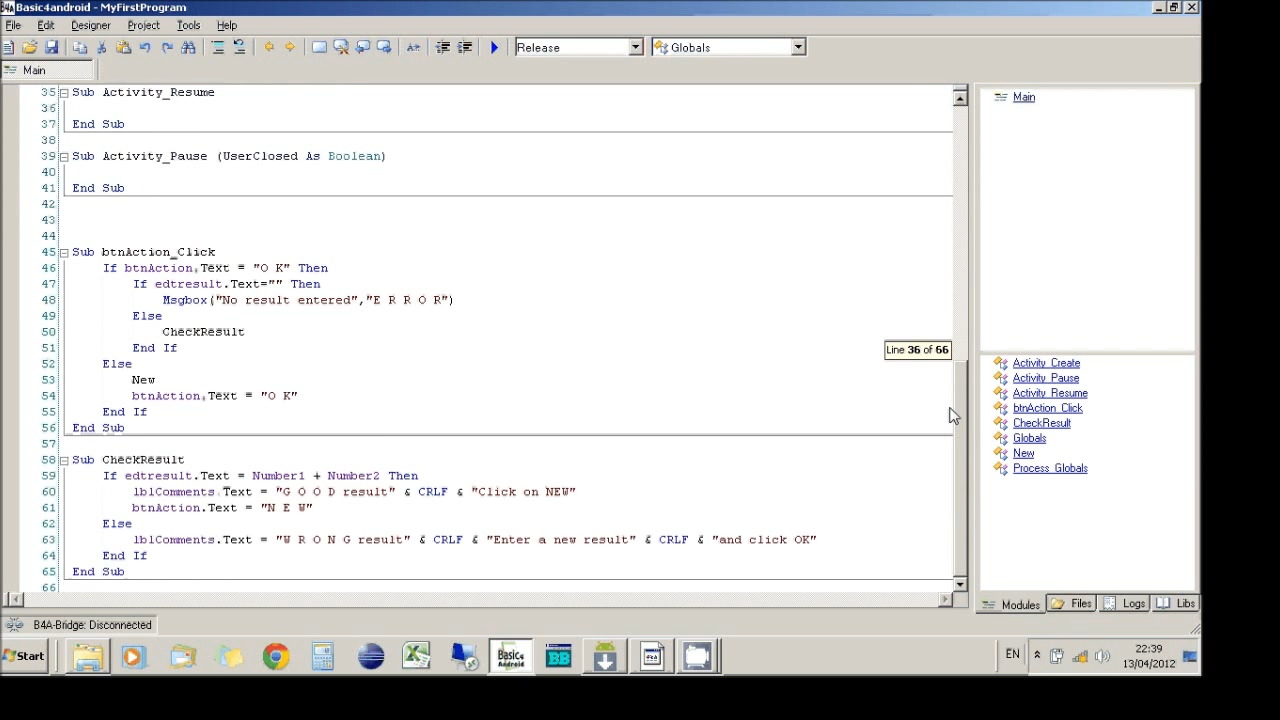 Basic4android - MyFirstProgram
File Edit Designer Project Tools Help
Release Globals
Main
35 Sub Activity_Resume
36
37 End Sub
38
39 Sub Activity_Pause (UserClosed As Boolean)
40
41 End Sub
42
43
44
45 Sub btnAction_Click
46 If btnAction.Text = "O K" Then
47 If edtresult.Text="" Then
48 Msgbox("No result entered","E R R O R")
49 Else
50 CheckResult
51 End If
52 Else
53 New
54 btnAction.Text = "O K"
55 End If
56 End Sub
57
58 Sub CheckResult
59 If edtresult.Text = Number1 + Number2 Then
60 lblComments.Text = "G O O D result" & CRLF & "Click on NEW"
61 btnAction.Text = "N E W"
62 Else
63 lblComments.Text = "W R O N G result" & CRLF & "Enter a new result" & CRLF & "and click OK"
64 End If
65 End Sub
66
Line 36 of 66
Main
Activity_Create
Activity_Pause
Activity_Resume
btnAction_Click
CheckResult
Globals
New
Process_Globals
Modules Files Logs Libs
B4A-Bridge: Disconnected
Start
Basic4 Android
BB
EN
22:39
13/04/2012